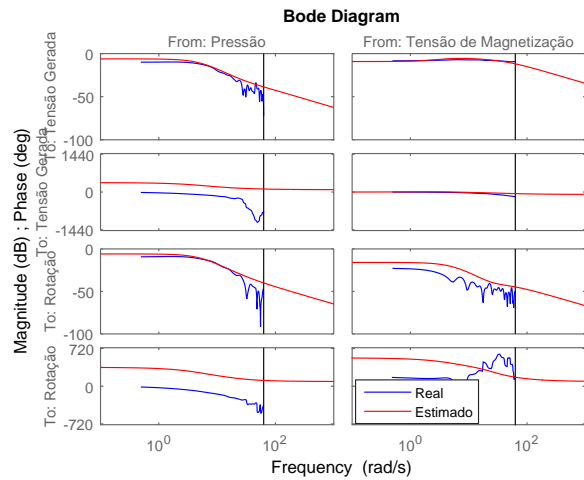 Bode Diagram
From: Pressão
From: Tensão de Magnetização
Magnitude (dB) ; Phase (deg)
To: Tensão Gerada
0
-50
-100
To: Tensão Gerada
1440
0
-1440
To: Rotação
0
-50
-100
To: Rotação
720
0
-720
Real
Estimado
10^0
10^2
10^0
10^2
Frequency (rad/s)